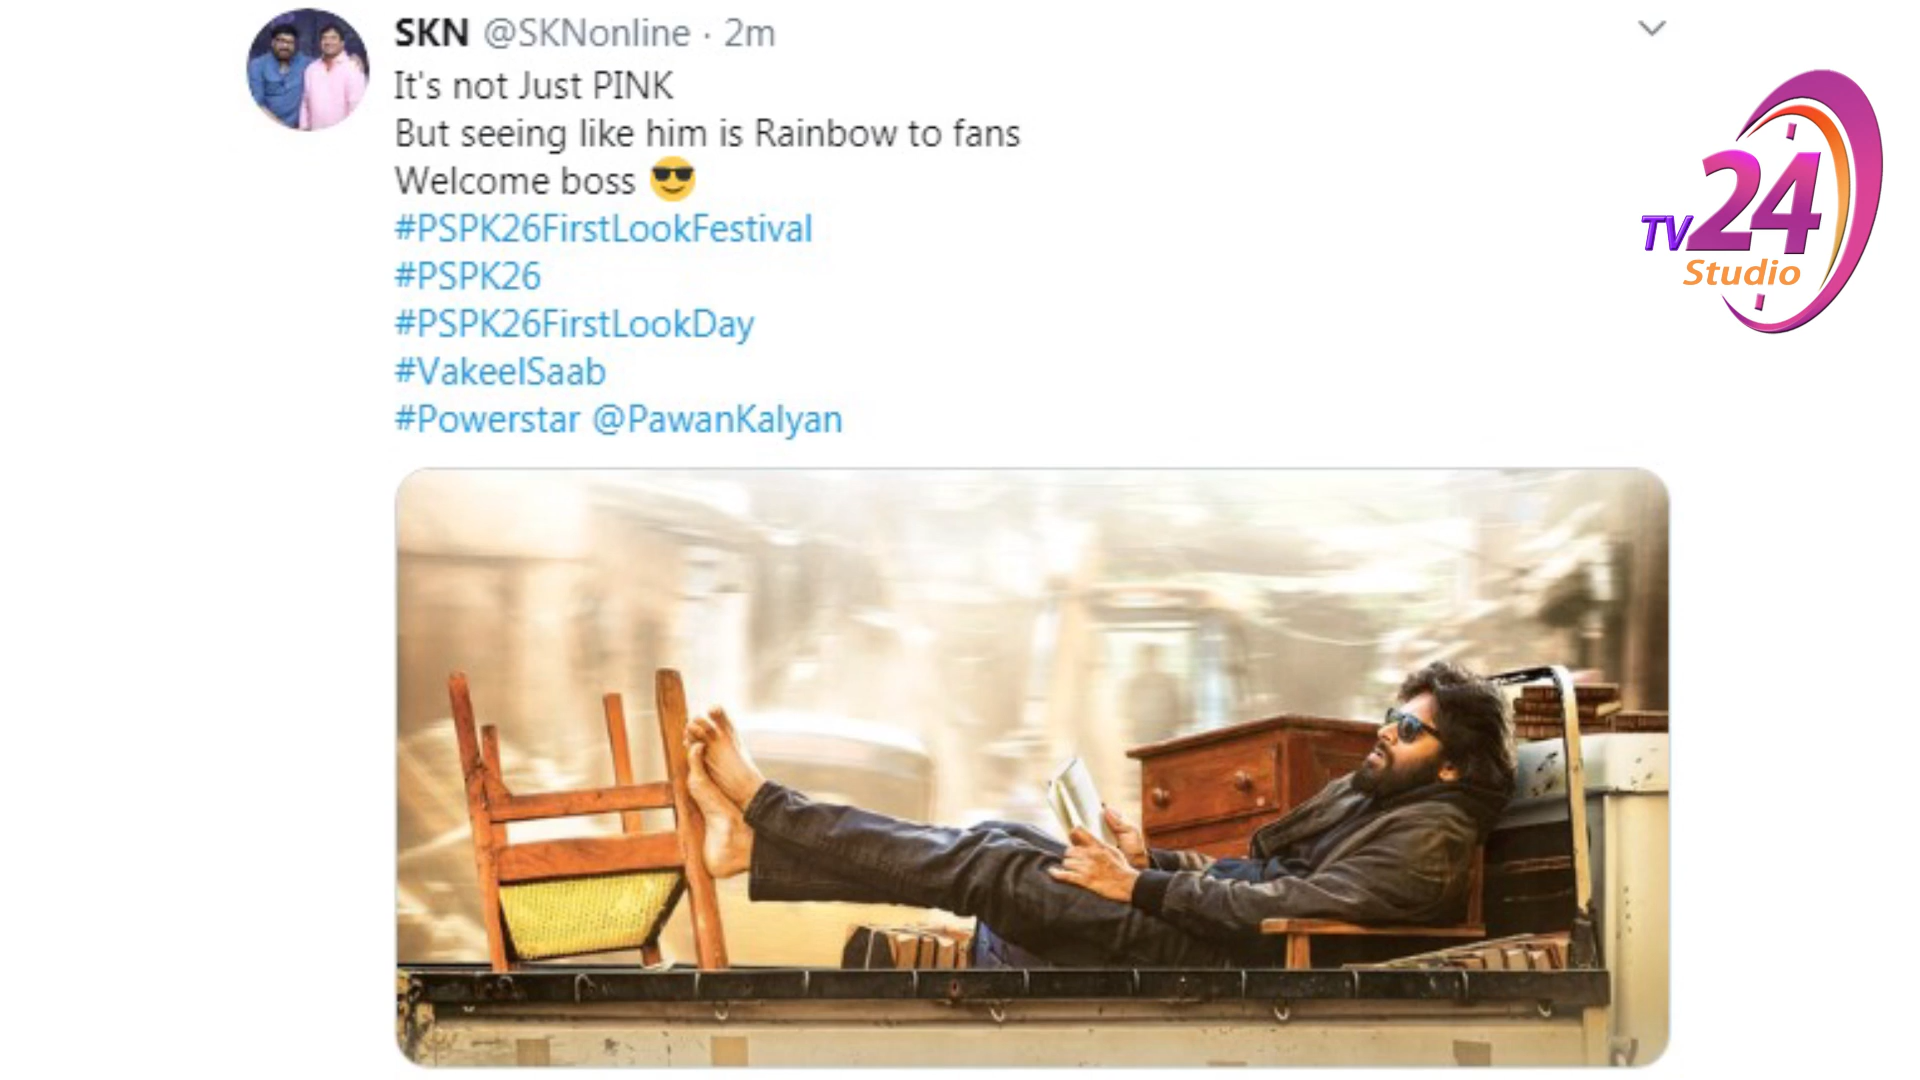 SKN @SKNonline · 2m
It's not Just PINK
But seeing like him is Rainbow to fans
Welcome boss 😎
#PSPK26FirstLookFestival
#PSPK26
#PSPK26FirstLookDay
#VakeelSaab
#Powerstar @PawanKalyan
TV24
Studio